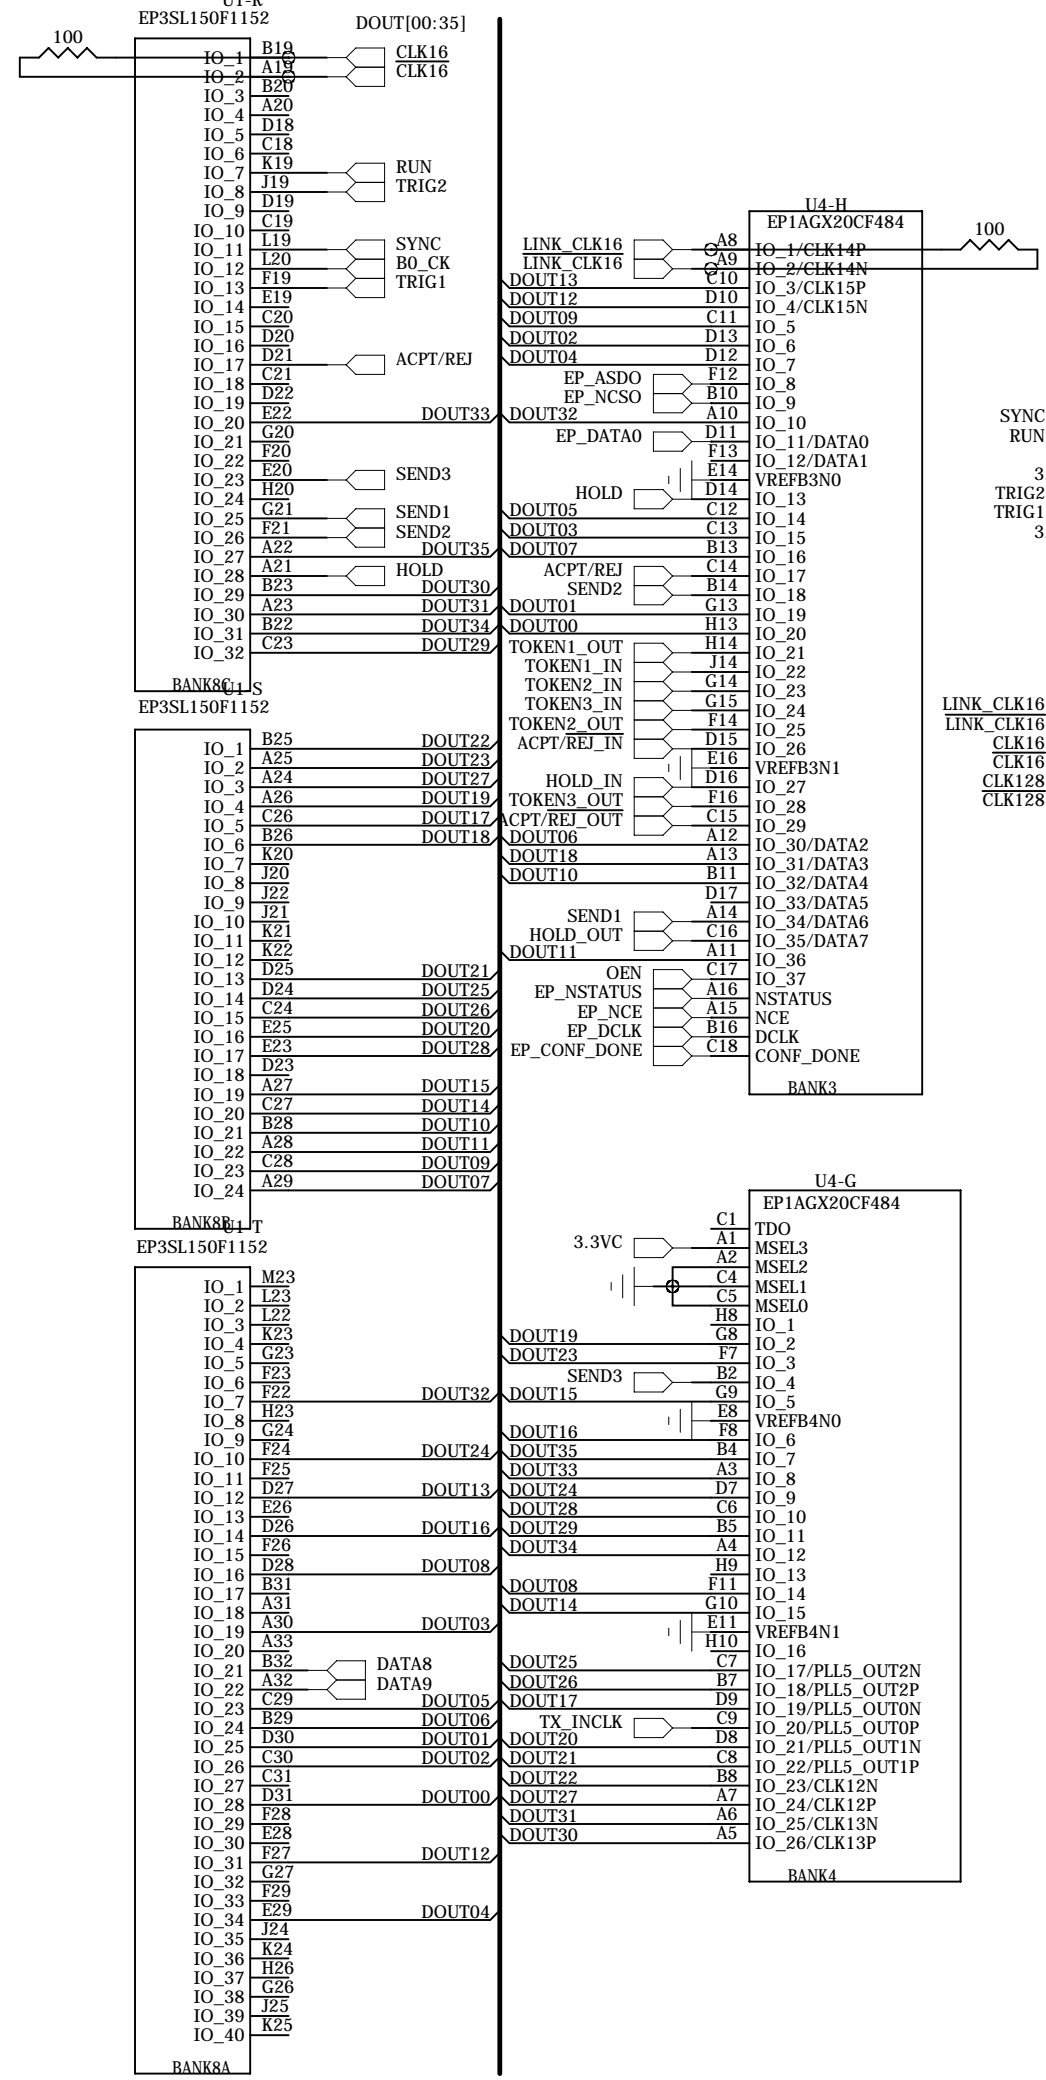 U1-R
EP3SL150F1152
DOUT[00:35]
100
IO_1 B19 CLK16
IO_2 A19 CLK16
IO_3 B20
IO_4 A20
IO_5 D18
IO_6 C18
IO_7 K19 RUN
IO_8 J19 TRIG2
IO_9 D19
IO_10 C19
IO_11 L19 SYNC
IO_12 L20 B0_CK
IO_13 F19 TRIG1
IO_14 E19
IO_15 C20
IO_16 D20
IO_17 D21 ACPT/REJ
IO_18 C21
IO_19 D22
IO_20 E22 DOUT33
IO_21 G20
IO_22 F20
IO_23 E20 SEND3
IO_24 H20
IO_25 G21 SEND1
IO_26 F21 SEND2
IO_27 A22 DOUT35
IO_28 A21 HOLD
IO_29 B23 DOUT30
IO_30 A23 DOUT31
IO_31 B22 DOUT34
IO_32 C23 DOUT29
BANK8C
U1-S
EP3SL150F1152
IO_1 B25 DOUT22
IO_2 A25 DOUT23
IO_3 A24 DOUT27
IO_4 A26 DOUT19
IO_5 C26 DOUT17
IO_6 B26 DOUT18
IO_7 K20
IO_8 J20
IO_9 J22
IO_10 J21
IO_11 K21
IO_12 K22
IO_13 D25 DOUT21
IO_14 D24 DOUT25
IO_15 C24 DOUT26
IO_16 E25 DOUT20
IO_17 E23 DOUT28
IO_18 D23
IO_19 A27 DOUT15
IO_20 C27 DOUT14
IO_21 B28 DOUT10
IO_22 A28 DOUT11
IO_23 C28 DOUT09
IO_24 A29 DOUT07
BANK8B
U1-T
EP3SL150F1152
IO_1 M23
IO_2 L23
IO_3 L22
IO_4 K23
IO_5 G23
IO_6 F23
IO_7 F22 DOUT32
IO_8 H23
IO_9 G24
IO_10 F24 DOUT24
IO_11 F25
IO_12 D27 DOUT13
IO_13 E26
IO_14 D26 DOUT16
IO_15 F26
IO_16 D28 DOUT08
IO_17 B31
IO_18 A31
IO_19 A30 DOUT03
IO_20 A33
IO_21 B32 DATA8
IO_22 A32 DATA9
IO_23 C29 DOUT05
IO_24 B29 DOUT06
IO_25 D30 DOUT01
IO_26 C30 DOUT02
IO_27 C31
IO_28 D31 DOUT00
IO_29 F28
IO_30 E28
IO_31 F27 DOUT12
IO_32 G27
IO_33 F29
IO_34 E29 DOUT04
IO_35 J24
IO_36 K24
IO_37 H26
IO_38 G26
IO_39 J25
IO_40 K25
BANK8A
U4-H
EP1AGX20CF484
100
LINK_CLK16 A8 IO_1/CLK14P
LINK_CLK16 A9 IO_2/CLK14N
DOUT13 C10 IO_3/CLK15P
DOUT12 D10 IO_4/CLK15N
DOUT09 C11 IO_5
DOUT02 D13 IO_6
DOUT04 D12 IO_7
EP_ASDO F12 IO_8
EP_NCSO B10 IO_9
DOUT32 A10 IO_10
EP_DATA0 D11 IO_11/DATA0
F13 IO_12/DATA1
E14 VREFB3N0
HOLD D14 IO_13
DOUT05 C12 IO_14
DOUT03 C13 IO_15
DOUT07 B13 IO_16
ACPT/REJ C14 IO_17
SEND2 B14 IO_18
DOUT01 G13 IO_19
DOUT00 H13 IO_20
TOKEN1_OUT H14 IO_21
TOKEN1_IN J14 IO_22
TOKEN2_IN G14 IO_23
TOKEN3_IN G15 IO_24
TOKEN2_OUT F14 IO_25
ACPT/REJ_IN D15 IO_26
E16 VREFB3N1
HOLD_IN D16 IO_27
TOKEN3_OUT F16 IO_28
ACPT/REJ_OUT C15 IO_29
DOUT06 A12 IO_30/DATA2
DOUT18 A13 IO_31/DATA3
DOUT10 B11 IO_32/DATA4
D17 IO_33/DATA5
SEND1 A14 IO_34/DATA6
HOLD_OUT C16 IO_35/DATA7
DOUT11 A11 IO_36
OEN C17 IO_37
EP_NSTATUS A16 NSTATUS
EP_NCE A15 NCE
EP_DCLK B16 DCLK
EP_CONF_DONE C18 CONF_DONE
BANK3
U4-G
EP1AGX20CF484
C1 TDO
3.3VC A1 MSEL3
A2 MSEL2
C4 MSEL1
C5 MSEL0
H8 IO_1
DOUT19 G8 IO_2
DOUT23 F7 IO_3
SEND3 B2 IO_4
DOUT15 G9 IO_5
E8 VREFB4N0
DOUT16 F8 IO_6
DOUT35 B4 IO_7
DOUT33 A3 IO_8
DOUT24 D7 IO_9
DOUT28 C6 IO_10
DOUT29 B5 IO_11
DOUT34 A4 IO_12
H9 IO_13
DOUT08 F11 IO_14
DOUT14 G10 IO_15
E11 VREFB4N1
H10 IO_16
DOUT25 C7 IO_17/PLL5_OUT2N
DOUT26 B7 IO_18/PLL5_OUT2P
DOUT17 D9 IO_19/PLL5_OUT0N
TX_INCLK C9 IO_20/PLL5_OUT0P
DOUT20 D8 IO_21/PLL5_OUT1N
DOUT21 C8 IO_22/PLL5_OUT1P
DOUT22 B8 IO_23/CLK12N
DOUT27 A7 IO_24/CLK12P
DOUT31 A6 IO_25/CLK13N
DOUT30 A5 IO_26/CLK13P
BANK4
SYNC
RUN
3
TRIG2
TRIG1
3
LINK_CLK16
LINK_CLK16
CLK16
CLK16
CLK128
CLK128